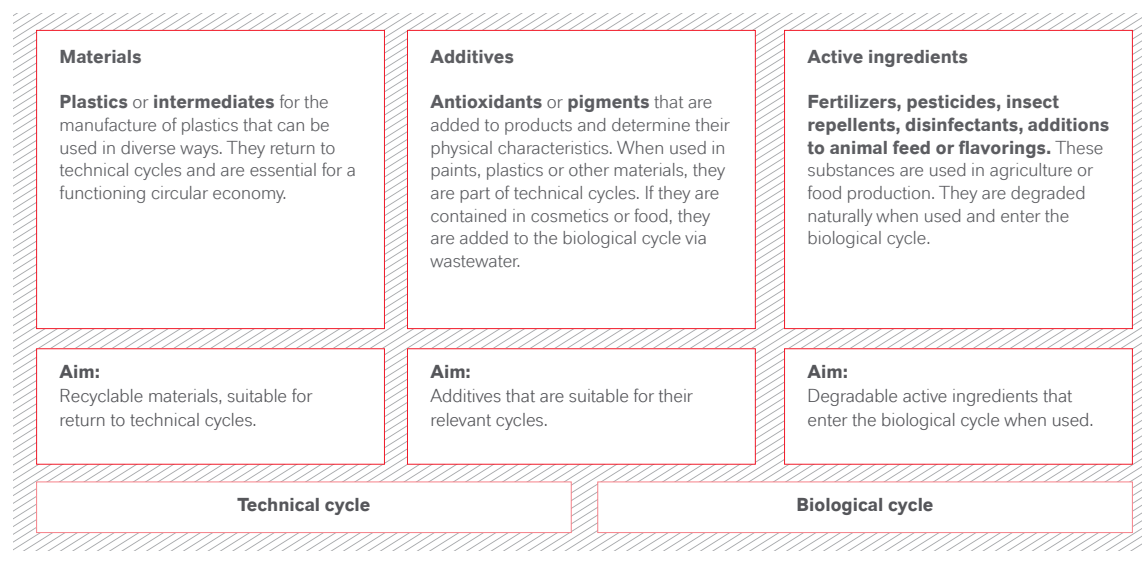 Materials
Plastics or intermediates for the
manufacture of plastics that can be
used in diverse ways. They return to
technical cycles and are essential for a
functioning circular economy.
Additives
Antioxidants or pigments that are
added to products and determine their
physical characteristics. When used in
paints, plastics or other materials, they
are part of technical cycles. If they are
contained in cosmetics or food, they
are added to the biological cycle via
wastewater.
Active ingredients
Fertilizers, pesticides, insect
repellents, disinfectants, additions
to animal feed or flavorings. These
substances are used in agriculture or
food production. They are degraded
naturally when used and enter the
biological cycle.
Aim:
Recyclable materials, suitable for
return to technical cycles.
Aim:
Additives that are suitable for their
relevant cycles.
Aim:
Degradable active ingredients that
enter the biological cycle when used.
Technical cycle
Biological cycle